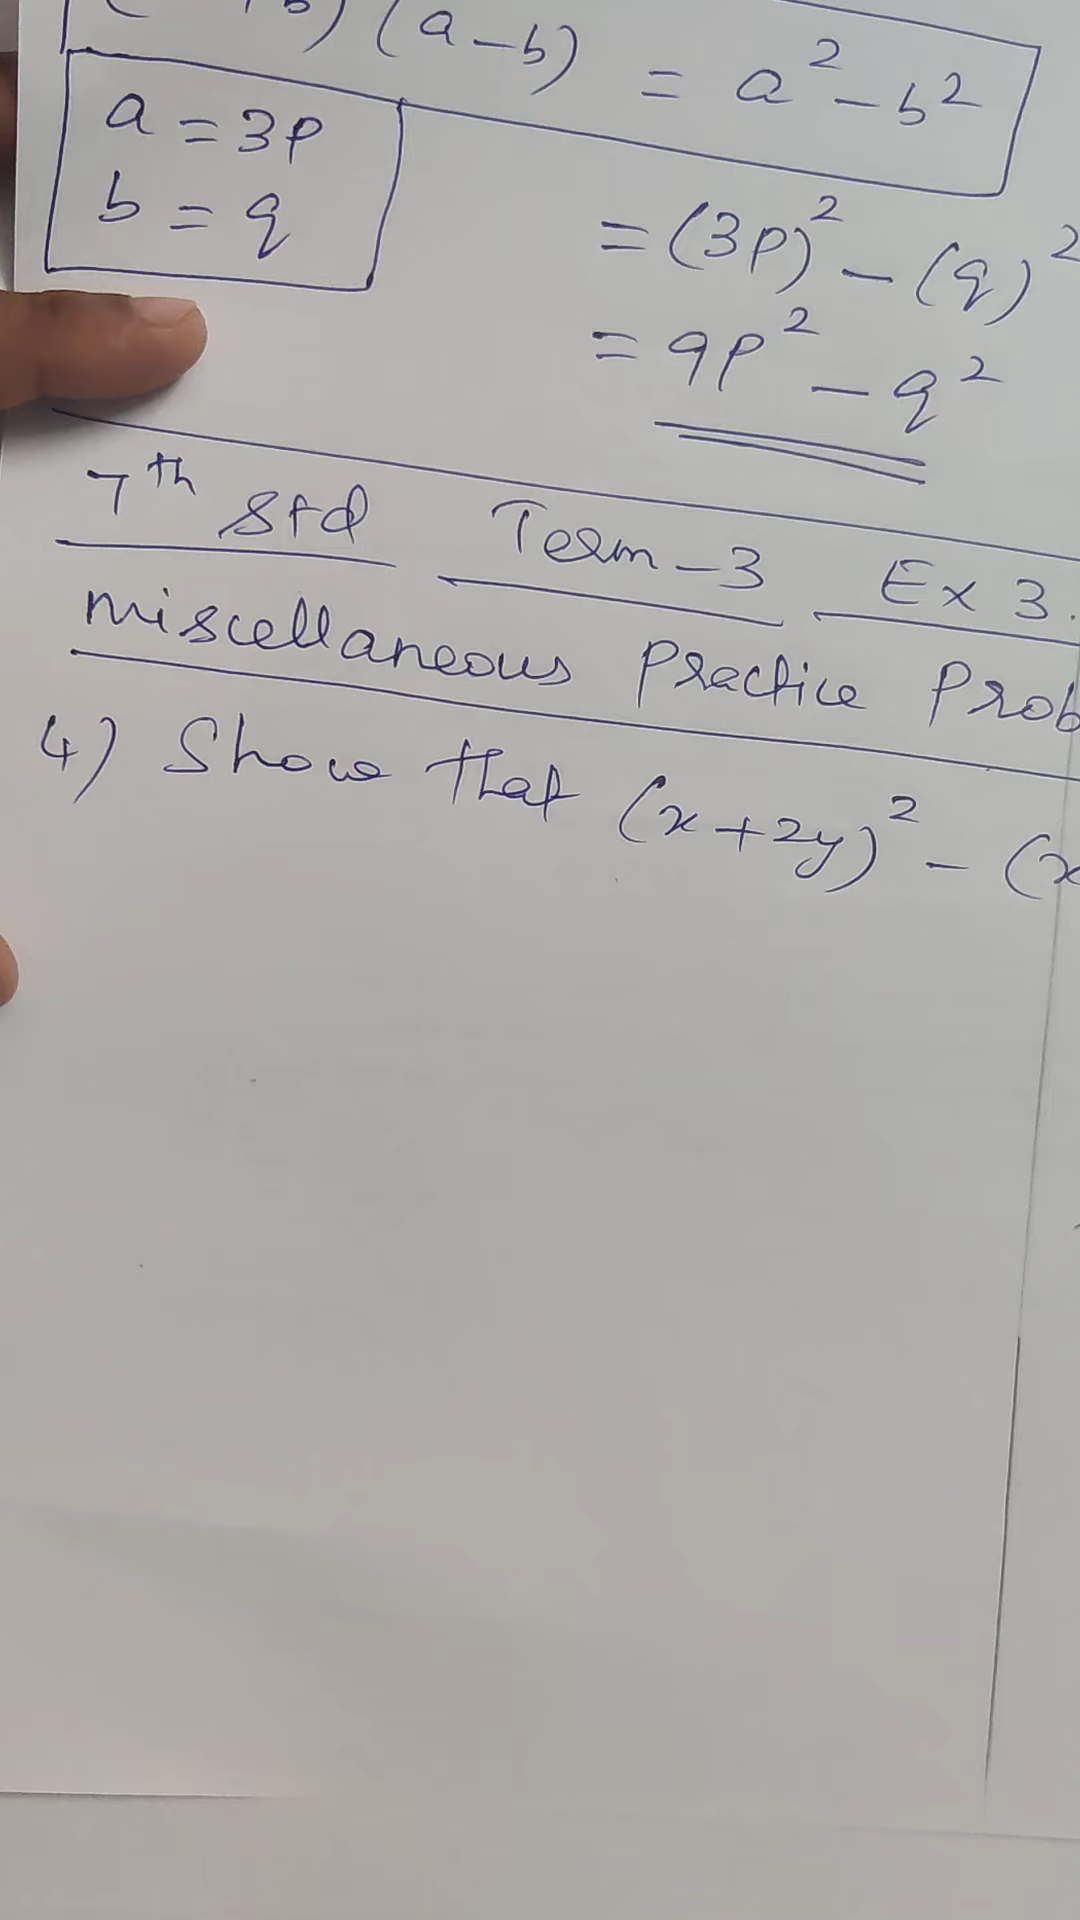 b) (a-b) = a² - b²
a = 3p
b = q
= (3p)² - (q)²
= 9p² - q²
7th Std Term-3 Ex 3.
miscellaneous Practice Prob
4) Show that (x+2y)² - (x